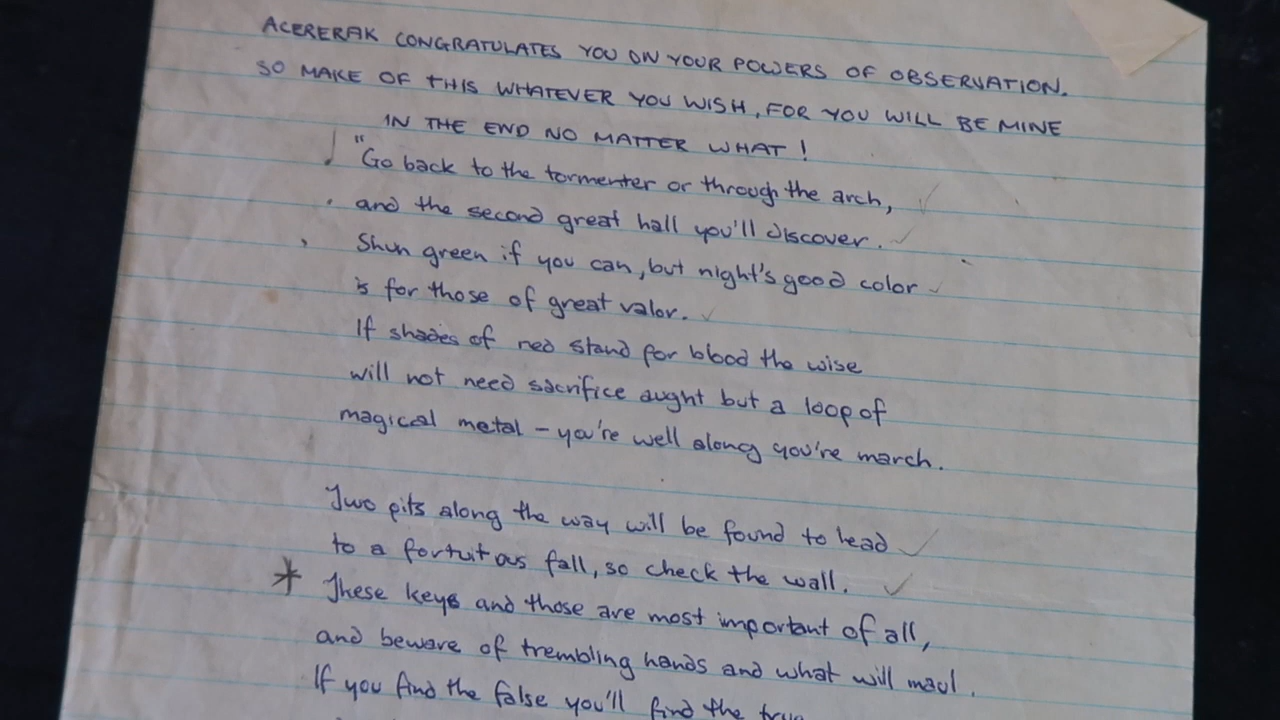 ACERERAK CONGRATULATES YOU ON YOUR POWERS OF OBSERVATION.
SO MAKE OF THIS WHATEVER YOU WISH, FOR YOU WILL BE MINE
IN THE END NO MATTER WHAT!
"Go back to the tormenter or through the arch,
and the second great hall you'll discover.
Shun green if you can, but night's good color
is for those of great valor.
If shades of red stand for blood the wise
will not need sacrifice aught but a loop of
magical metal - you're well along you're march.
Two pits along the way will be found to lead
to a fortuitous fall, so check the wall.
* These keys and those are most important of all,
and beware of trembling hands and what will maul.
If you find the false you'll find the true